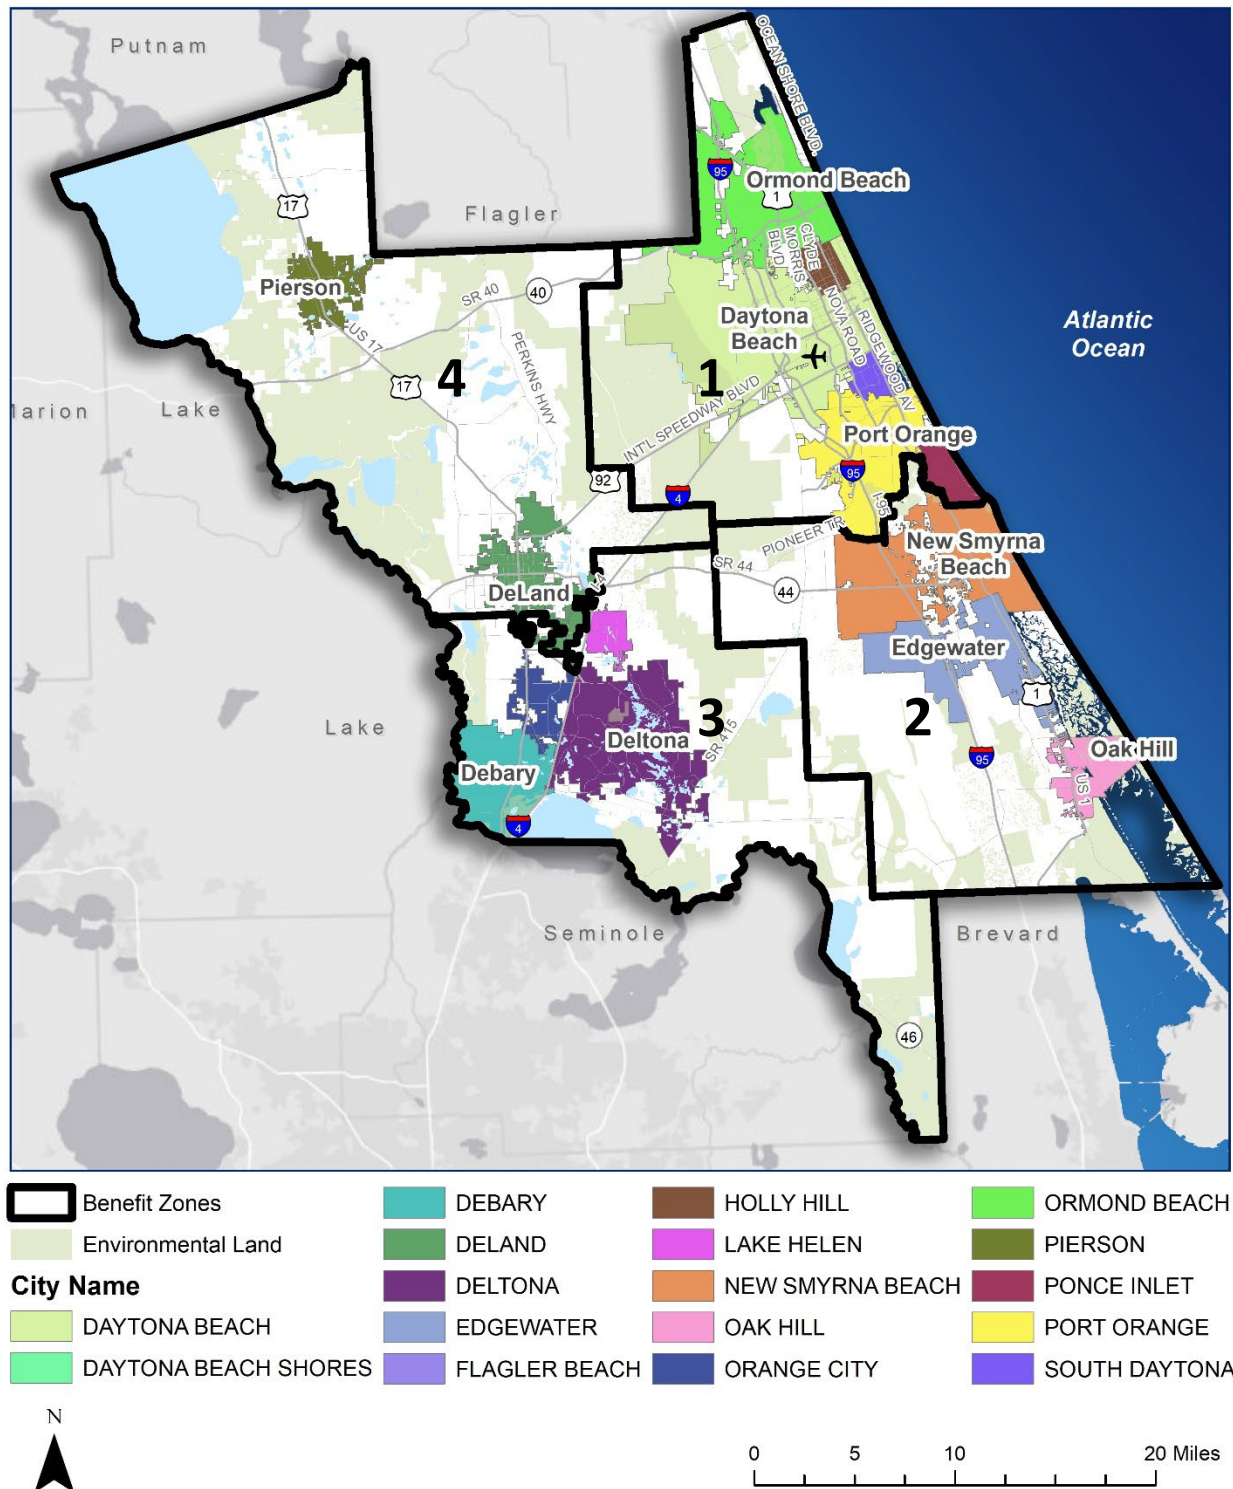 Putnam
OCEAN SHORE BLVD.
95
Ormond Beach
1
17
Flagler
CLYDE
MORRIS
BLVD
Pierson
SR 40
40
NOVA ROAD
RIDGEWOOD AV
Daytona
Beach
Atlantic
Ocean
US 17
PERKINS HWY
17
4
1
Marion
Lake
INT'L SPEEDWAY BLVD
Port Orange
92
95
4
I-95
PIONEER TR
New Smyrna
Beach
SR 44
44
I-4
DeLand
Edgewater
1
3
2
Lake
Deltona
SR 415
Oak Hill
95
Debary
US 1
4
Seminole
Brevard
46
Benefit Zones
Environmental Land
City Name
DAYTONA BEACH
DAYTONA BEACH SHORES
DEBARY
DELAND
DELTONA
EDGEWATER
FLAGLER BEACH
HOLLY HILL
LAKE HELEN
NEW SMYRNA BEACH
OAK HILL
ORANGE CITY
ORMOND BEACH
PIERSON
PONCE INLET
PORT ORANGE
SOUTH DAYTONA
N
0 5 10 20 Miles